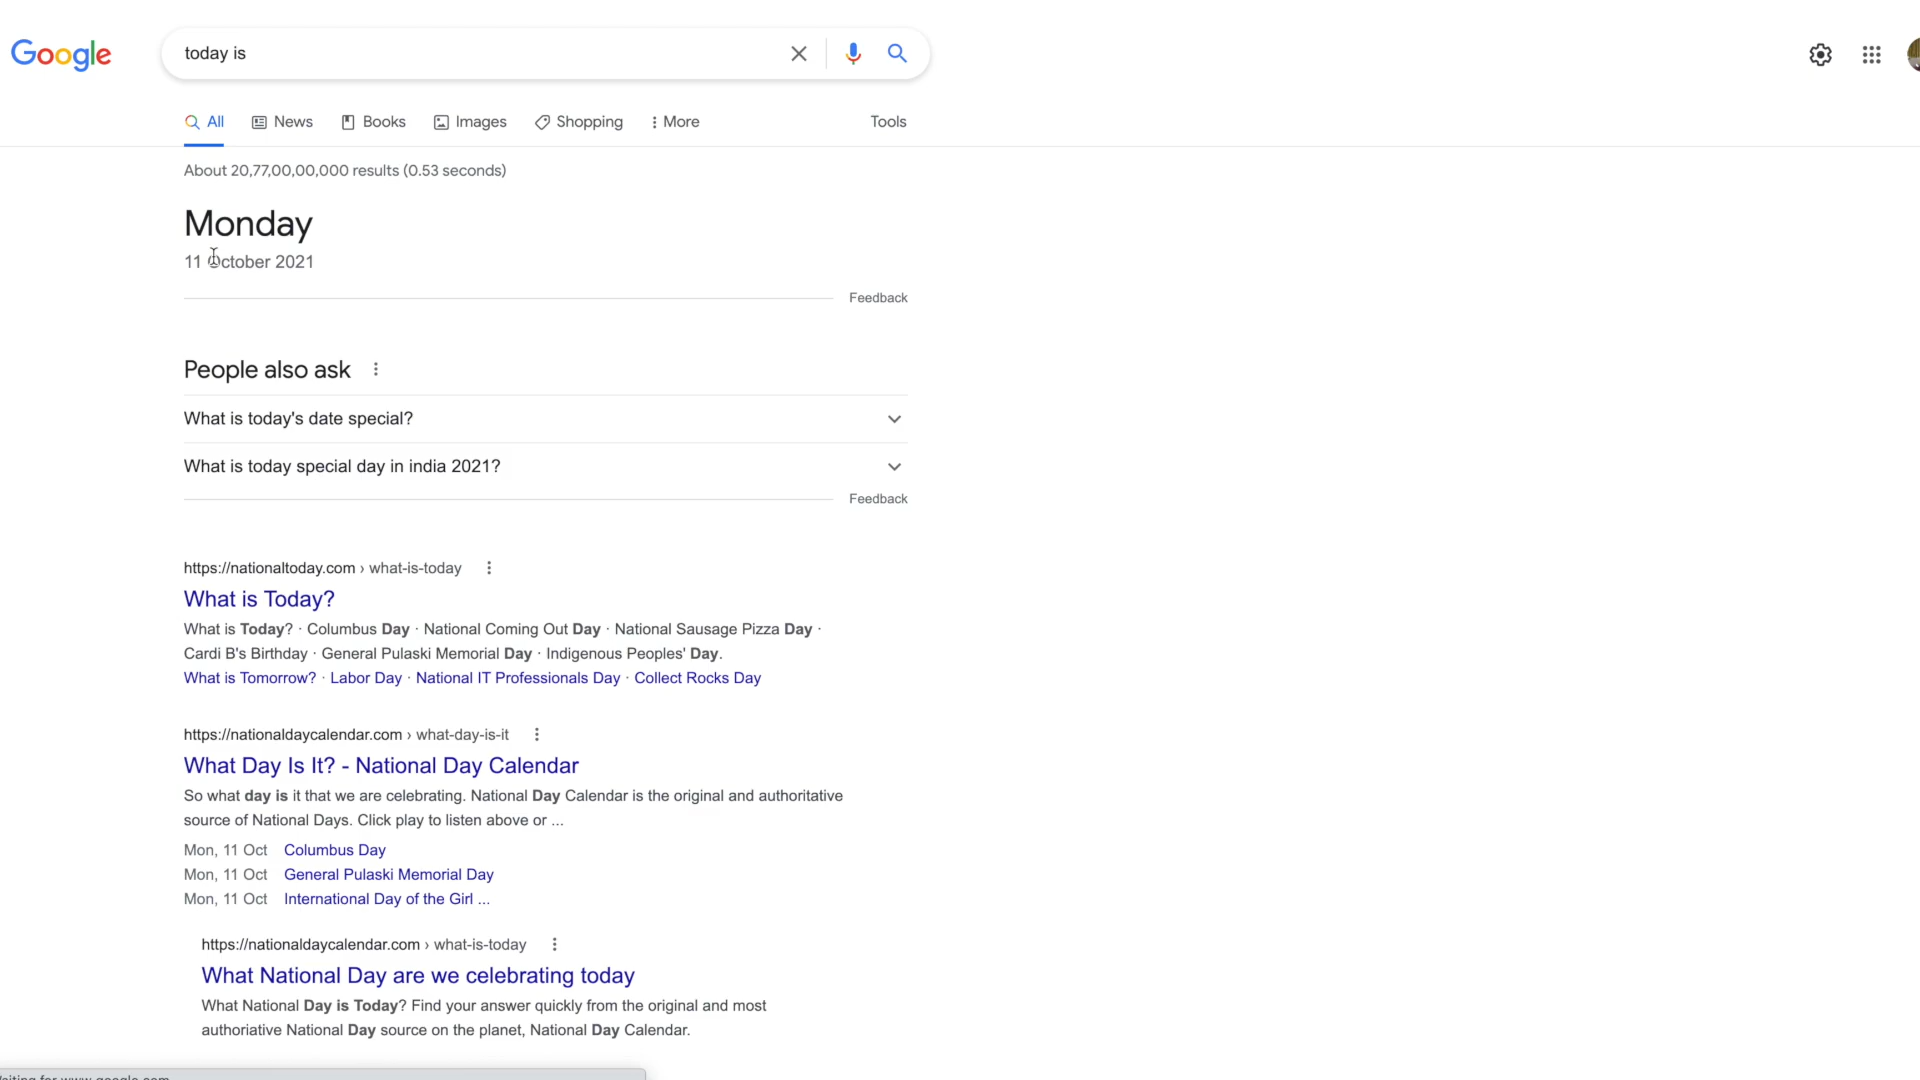 Google
today is
All
News
Books
Images
Shopping
More
Tools
About 20,77,00,00,000 results (0.53 seconds)
Monday
11 October 2021
Feedback
People also ask
What is today's date special?
What is today special day in india 2021?
Feedback
https://nationaltoday.com › what-is-today
What is Today?
What is Today? · Columbus Day · National Coming Out Day · National Sausage Pizza Day ·
Cardi B's Birthday · General Pulaski Memorial Day · Indigenous Peoples' Day.
What is Tomorrow? · Labor Day · National IT Professionals Day · Collect Rocks Day
https://nationaldaycalendar.com › what-day-is-it
What Day Is It? - National Day Calendar
So what day is it that we are celebrating. National Day Calendar is the original and authoritative
source of National Days. Click play to listen above or ...
Mon, 11 Oct Columbus Day
Mon, 11 Oct General Pulaski Memorial Day
Mon, 11 Oct International Day of the Girl ...
https://nationaldaycalendar.com › what-is-today
What National Day are we celebrating today
What National Day is Today? Find your answer quickly from the original and most
authoriative National Day source on the planet, National Day Calendar.